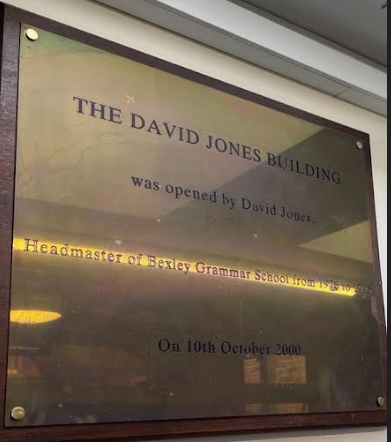 THE DAVID JONES BUILDING
was opened by David Jones.
Headmaster of Bexley Grammar School from 1976 to
On 10th October 2000